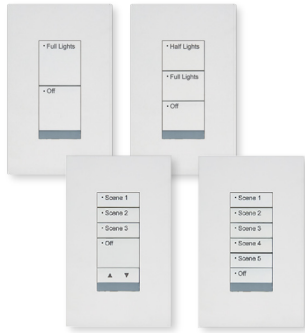 • Full Lights
• Off
• Half Lights
• Full Lights
• Off
• Scene 1
• Scene 2
• Scene 3
• Off
▲ ▼
• Scene 1
• Scene 2
• Scene 3
• Scene 4
• Scene 5
• Off